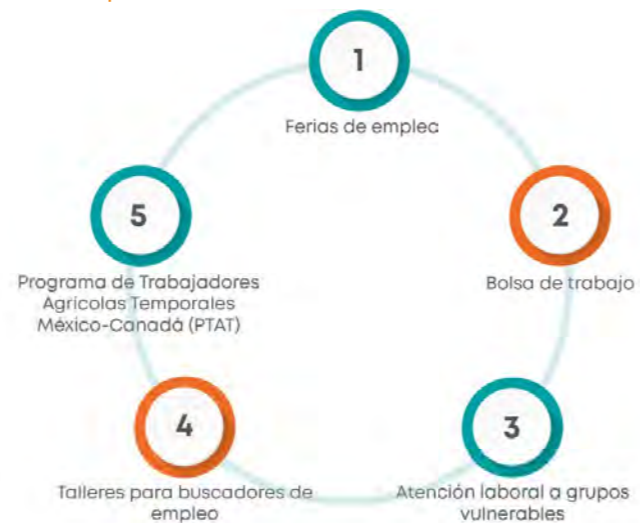 1
Ferias de empleo
2
Bolsa de trabajo
3
Atención laboral a grupos
vulnerables
4
Talleres para buscadores de
empleo
5
Programa de Trabajadores
Agrícolas Temporales
México-Canadá (PTAT)